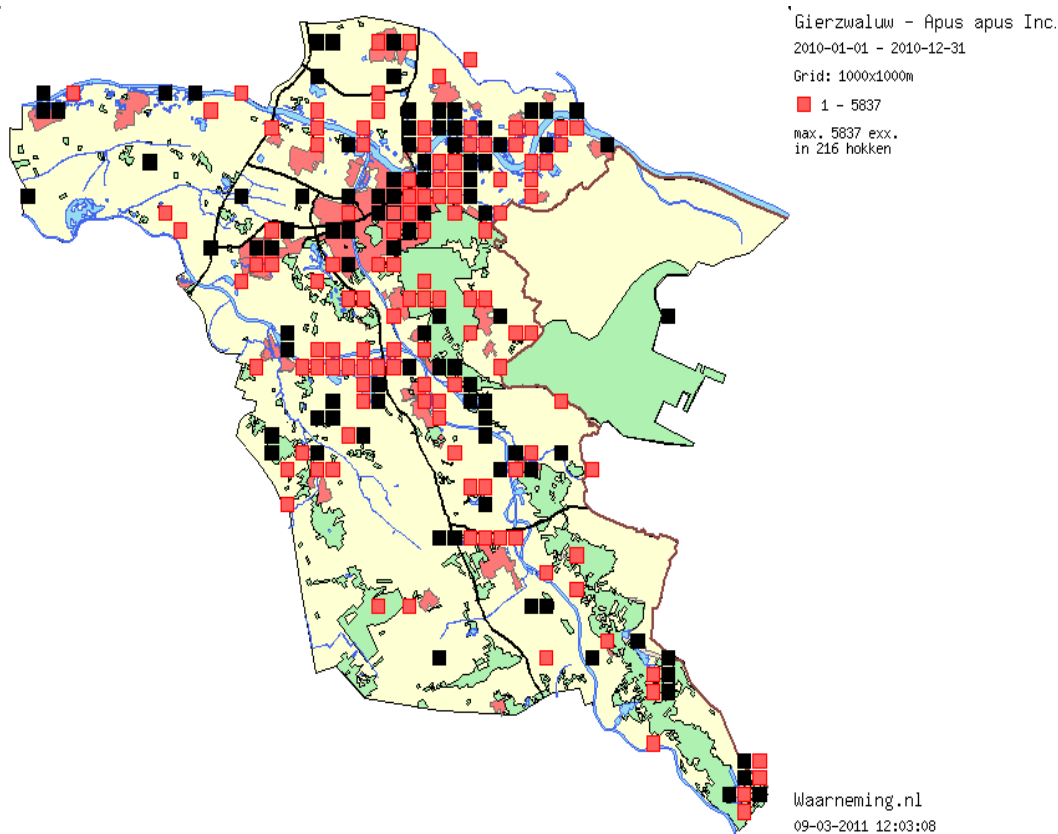 Gierzwaluw - Apus apus Inc.
2010-01-01 - 2010-12-31
Grid: 1000x1000m
1 - 5837
max. 5837 exx.
in 216 hokken
Waarneming.nl
09-03-2011 12:03:08